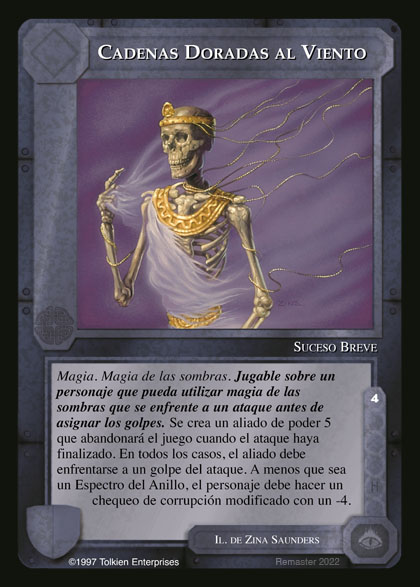 Cadenas Doradas al Viento
Suceso Breve
Magia. Magia de las sombras. Jugable sobre un
personaje que pueda utilizar magia de las
sombras que se enfrente a un ataque antes de
asignar los golpes. Se crea un aliado de poder 5
que abandonará el juego cuando el ataque haya
finalizado. En todos los casos, el aliado debe
enfrentarse a un golpe del ataque. A menos que sea
un Espectro del Anillo, el personaje debe hacer un
chequeo de corrupción modificado con un -4.
4
H
Il. de Zina Saunders
©1997 Tolkien Enterprises
Remaster 2022